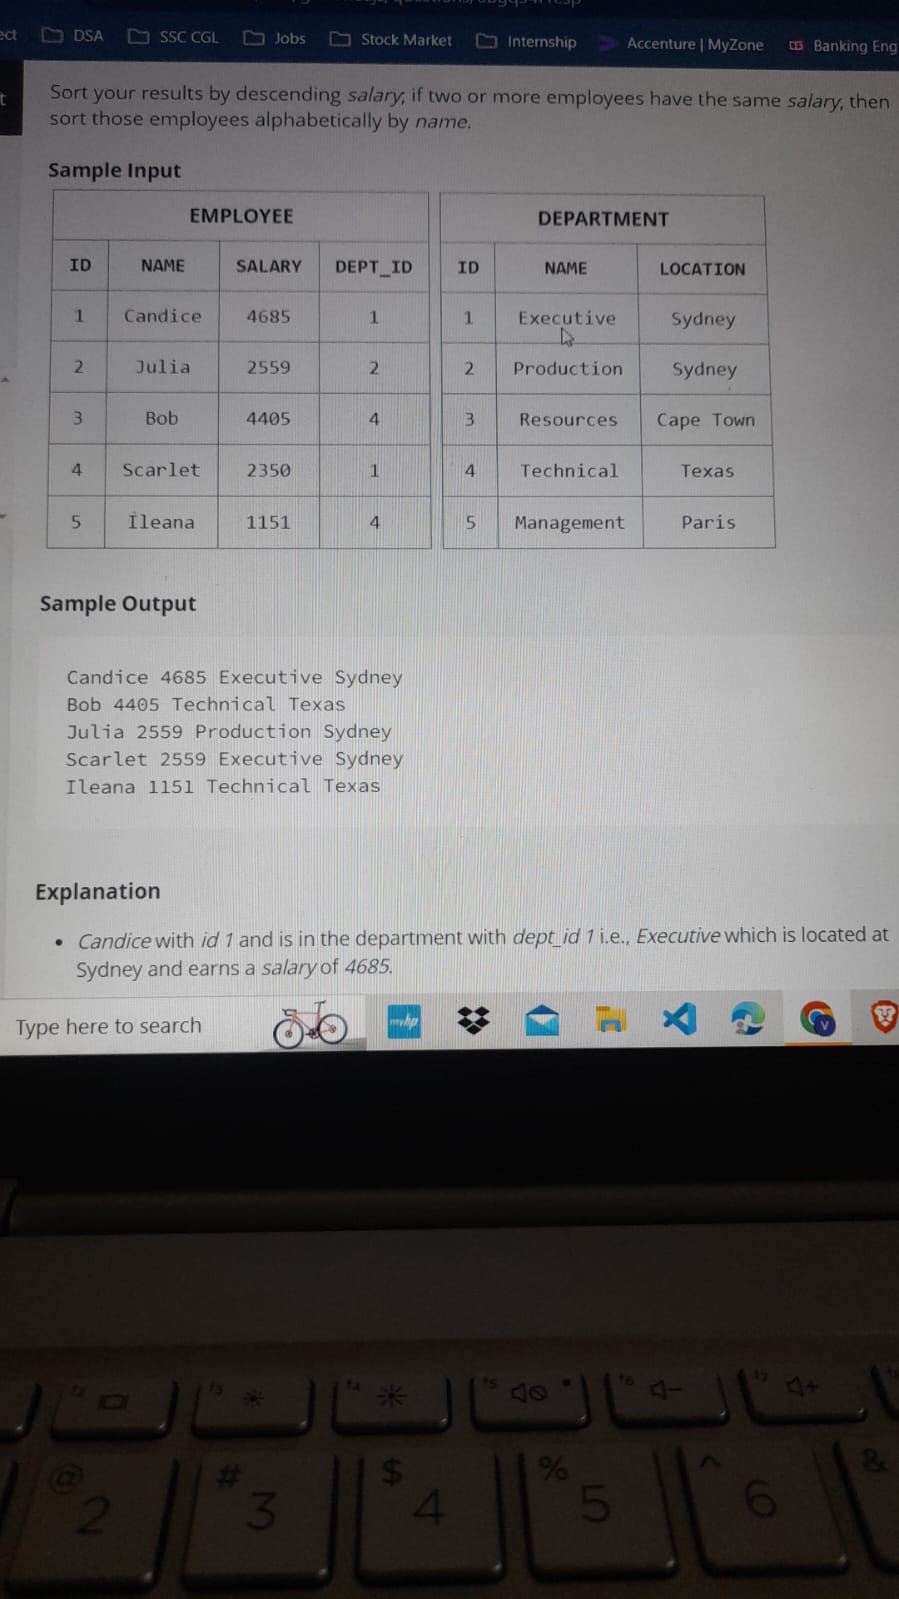 ect DSA SSC CGL Jobs Stock Market Internship Accenture | MyZone Banking Eng
t
Sort your results by descending salary, if two or more employees have the same salary, then
sort those employees alphabetically by name.
Sample Input
EMPLOYEE
ID NAME SALARY DEPT_ID
1 Candice 4685 1
2 Julia 2559 2
3 Bob 4405 4
4 Scarlet 2350 1
5 Ileana 1151 4
DEPARTMENT
ID NAME LOCATION
1 Executive Sydney
2 Production Sydney
3 Resources Cape Town
4 Technical Texas
5 Management Paris
Sample Output
Candice 4685 Executive Sydney
Bob 4405 Technical Texas
Julia 2559 Production Sydney
Scarlet 2559 Executive Sydney
Ileana 1151 Technical Texas
Explanation
• Candice with id 1 and is in the department with dept_id 1 i.e., Executive which is located at
Sydney and earns a salary of 4685.
Type here to search myhp V
f2 f3 f4 f5 f6 f7
@ # $ % ^ &
2 3 4 5 6